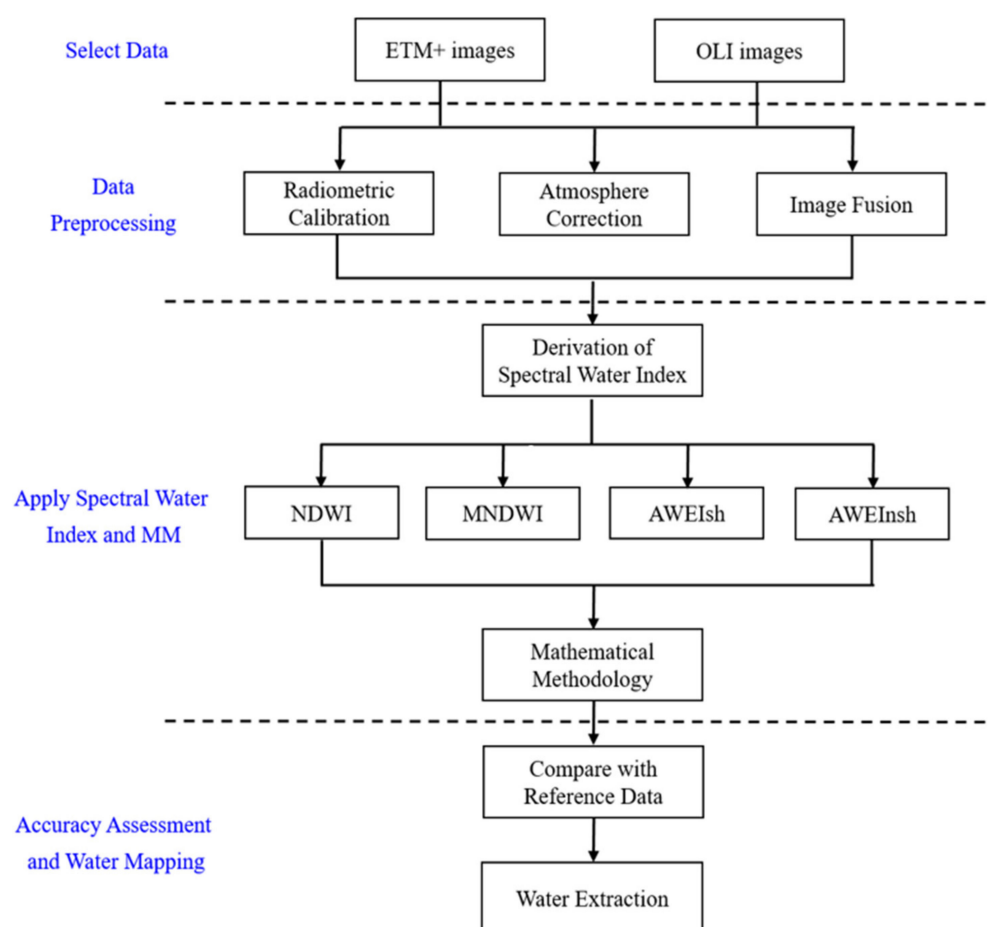 Select Data
ETM+ images
OLI images
Data
Preprocessing
Radiometric
Calibration
Atmosphere
Correction
Image Fusion
Derivation of
Spectral Water Index
Apply Spectral Water
Index and MM
NDWI
MNDWI
AWEIsh
AWEInsh
Mathematical
Methodology
Accuracy Assessment
and Water Mapping
Compare with
Reference Data
Water Extraction